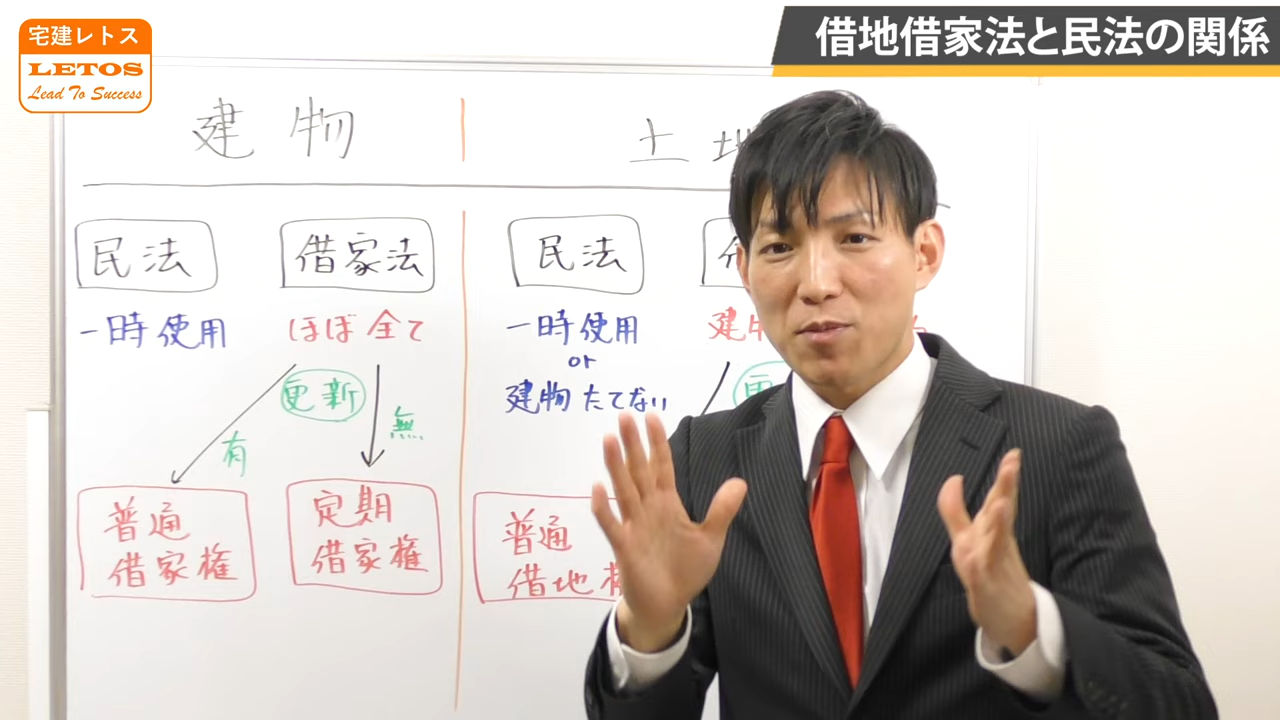 宅建レトス
LETOS
Lead To Success
借地借家法と民法の関係
建物
土地
民法
借家法
一時使用
ほぼ全て
更新
有
無
普通
借家権
定期
借家権
民法
一時使用
or
建物たてない
建
普通
借地